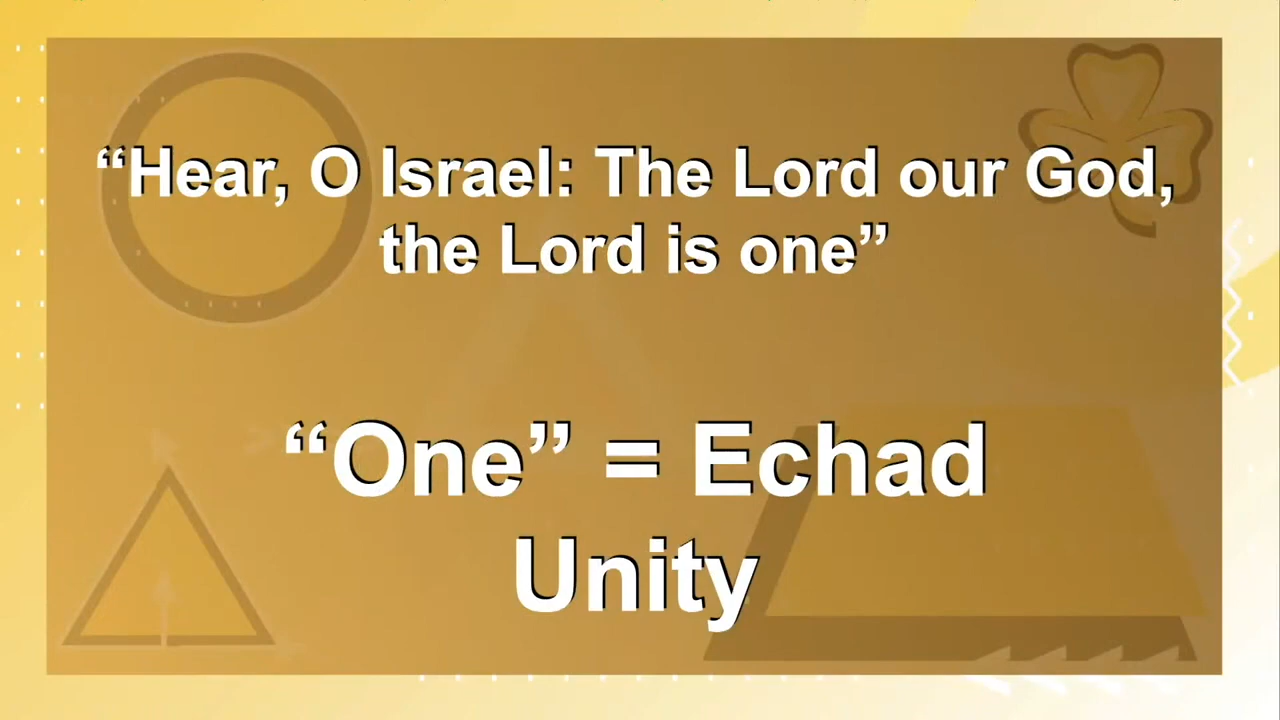 “Hear, O Israel: The Lord our God,
the Lord is one”
“One” = Echad
Unity